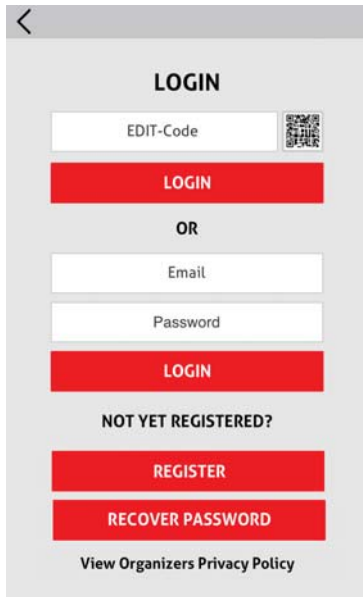 LOGIN
EDIT-Code
LOGIN
OR
Email
Password
LOGIN
NOT YET REGISTERED?
REGISTER
RECOVER PASSWORD
View Organizers Privacy Policy